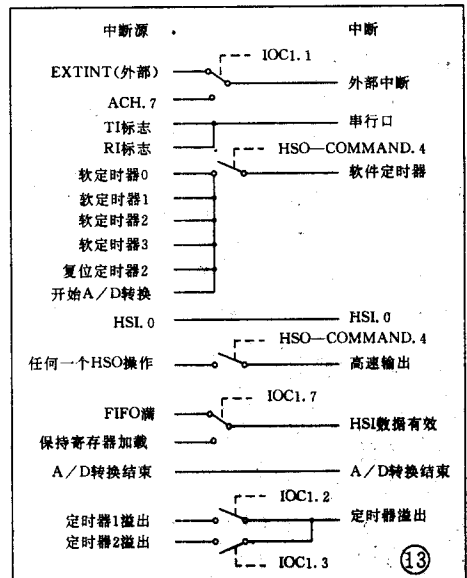 中断源 中断
IOC1.1
EXTINT(外部) 外部中断
ACH.7
TI标志 串行口
RI标志 HSO—COMMAND.4
软定时器0 软件定时器
软定时器1
软定时器2
软定时器3
复位定时器2
开始A/D转换
HSI.0 HSI.0
HSO—COMMAND.4
任何一个HSO操作 高速输出
IOC1.7
FIFO满 HSI数据有效
保持寄存器加载
A/D转换结束 A/D转换结束
IOC1.2
定时器1溢出 定时器溢出
定时器2溢出
IOC1.3 ⑬